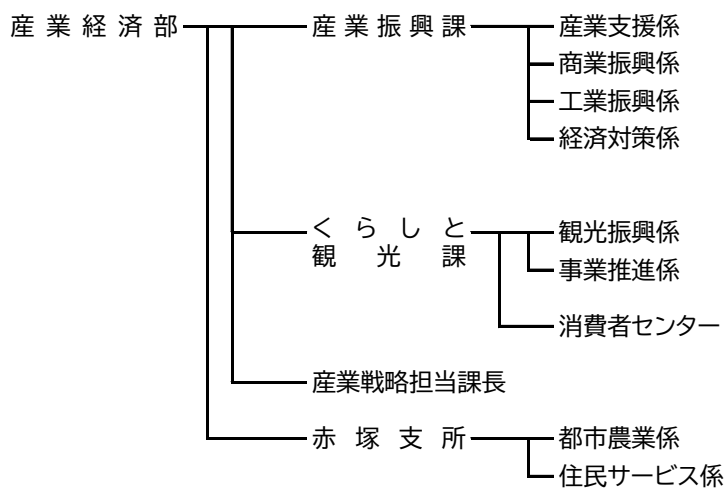 産業経済部
産業振興課
産業支援係
商業振興係
工業振興係
経済対策係
くらしと
観光課
観光振興係
事業推進係
消費者センター
産業戦略担当課長
赤塚支所
都市農業係
住民サービス係